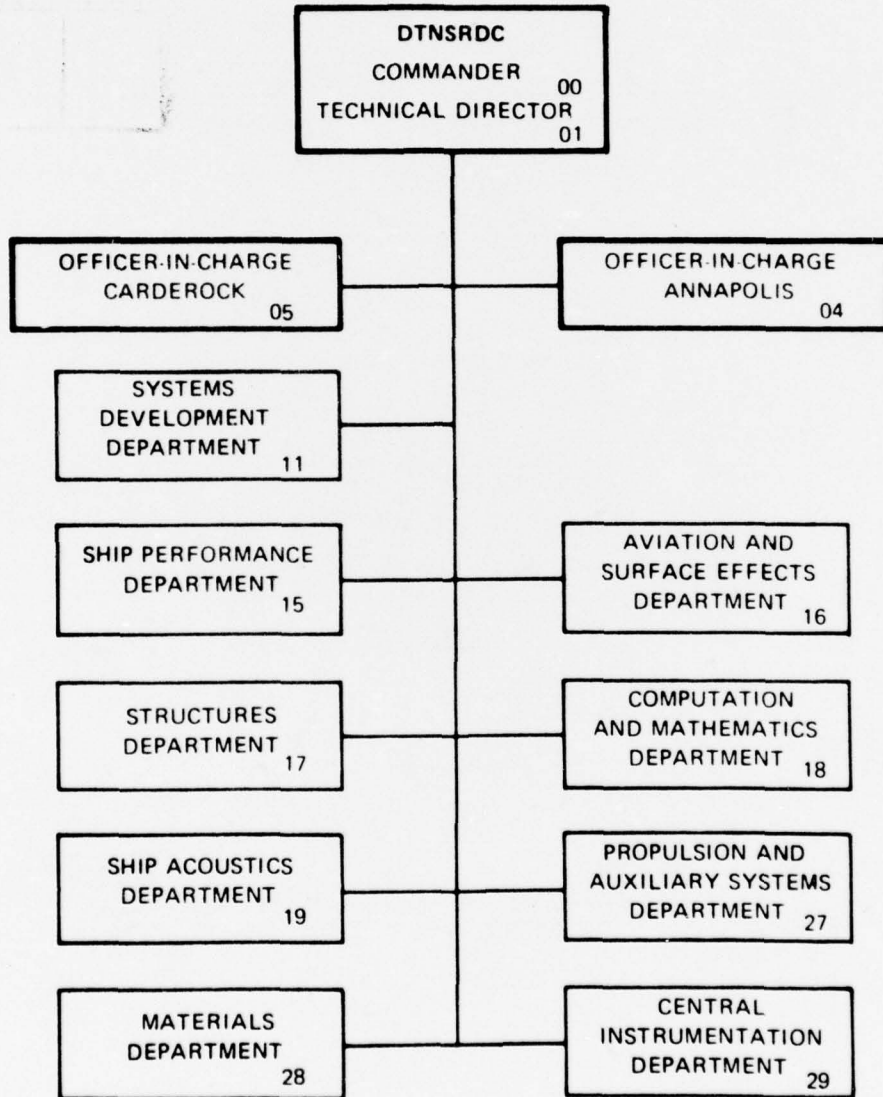 DTNSRDC
COMMANDER
00
TECHNICAL DIRECTOR
01
OFFICER-IN-CHARGE
CARDEROCK
05
OFFICER-IN-CHARGE
ANNAPOLIS
04
SYSTEMS
DEVELOPMENT
DEPARTMENT
11
SHIP PERFORMANCE
DEPARTMENT
15
AVIATION AND
SURFACE EFFECTS
DEPARTMENT
16
STRUCTURES
DEPARTMENT
17
COMPUTATION
AND MATHEMATICS
DEPARTMENT
18
SHIP ACOUSTICS
DEPARTMENT
19
PROPULSION AND
AUXILIARY SYSTEMS
DEPARTMENT
27
MATERIALS
DEPARTMENT
28
CENTRAL
INSTRUMENTATION
DEPARTMENT
29